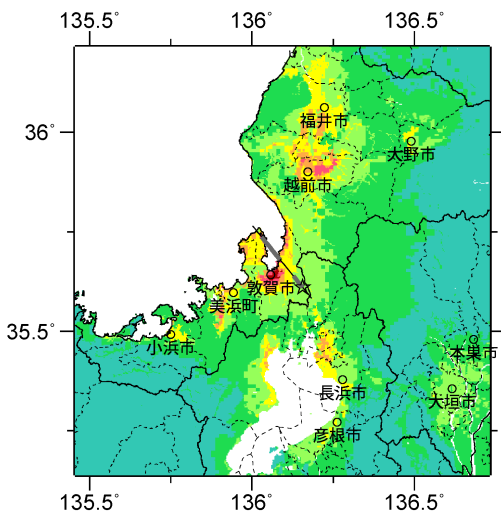 135.5° 136° 136.5°
36°
福井市
大野市
越前市
敦賀市
美浜町
35.5°
小浜市
本巣市
長浜市
大垣市
彦根市
135.5° 136° 136.5°